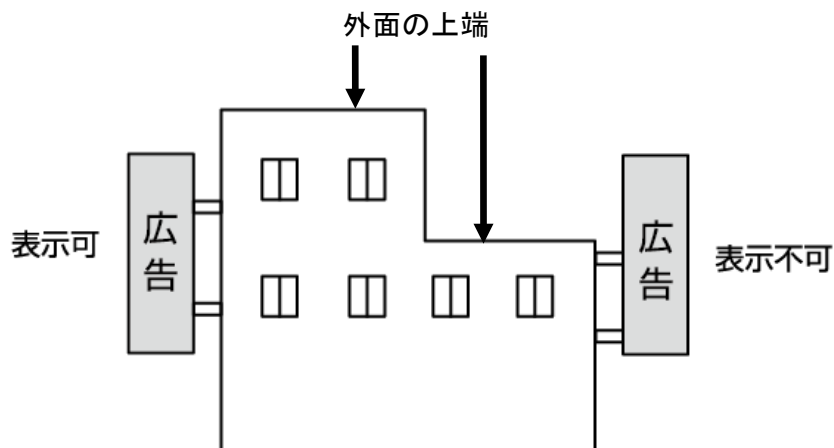 外面の上端
表示可
広告
広告
表示不可